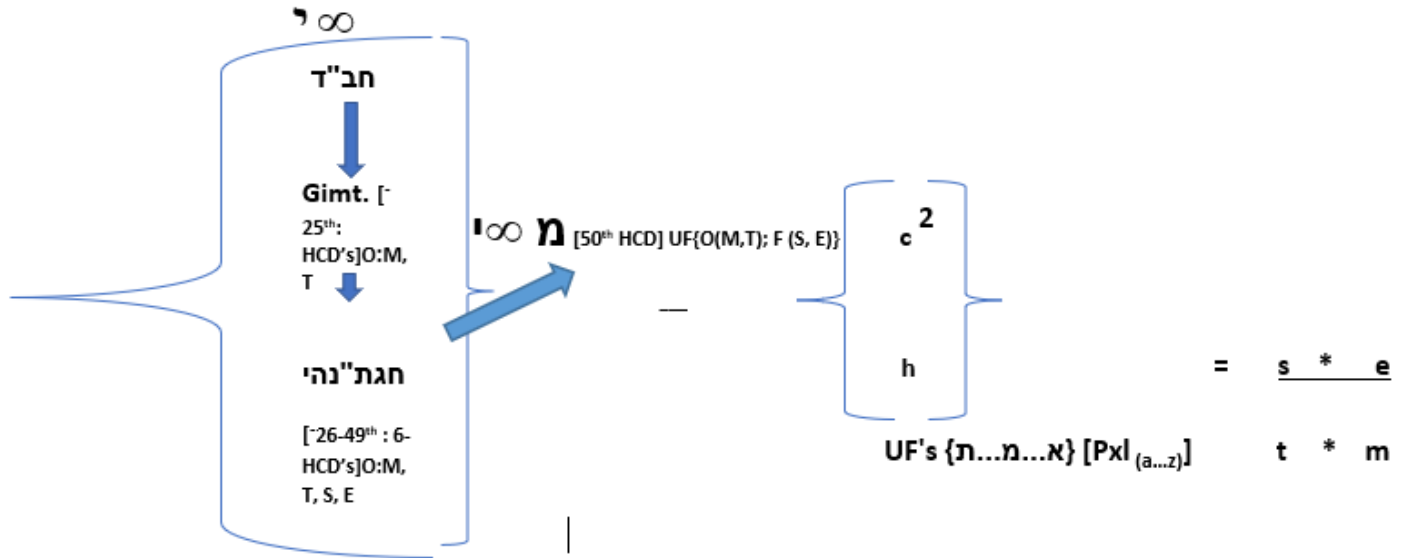 י ∞
חב"ד
Gimt. [-
25th:
HCD's]O:M,
T
חגת"נהי
[-26-49th : 6-
HCD's]O:M,
T, S, E
י∞ מ [50th HCD] UF{O(M,T); F (S, E)}
—
c 2
h
= s * e
UF's {א...מ...ת} [Pxl (a...z)] t * m